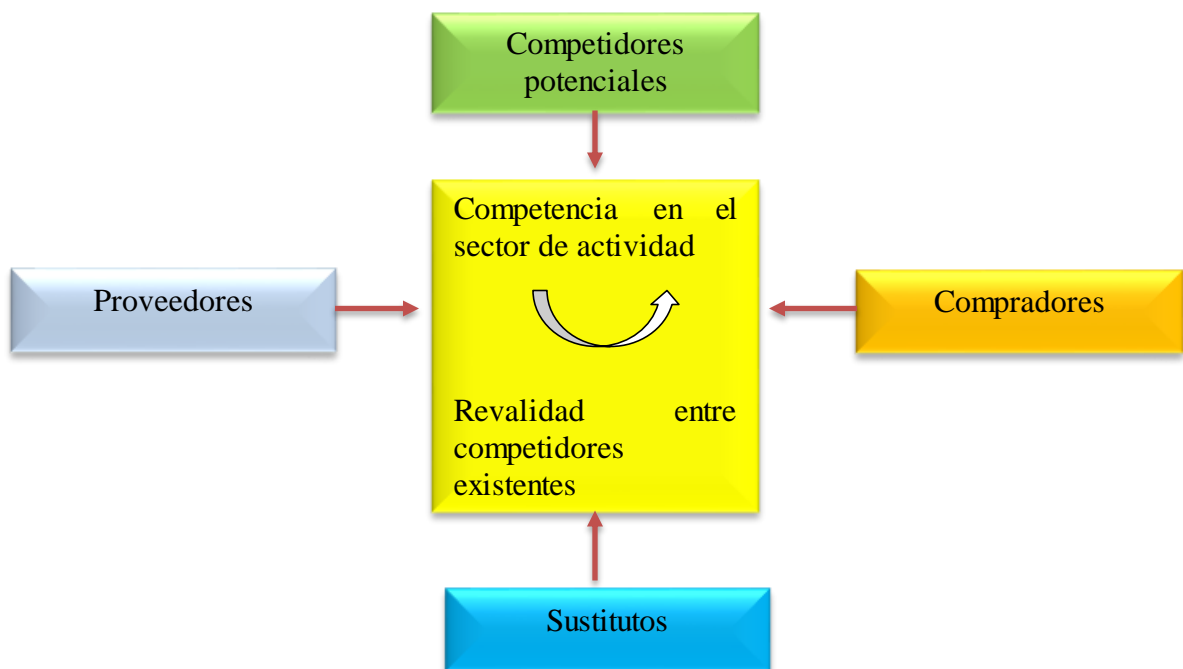 Competidores
potenciales
Competencia en el
sector de actividad
Proveedores
Compradores
Revalidad entre
competidores
existentes
Sustitutos